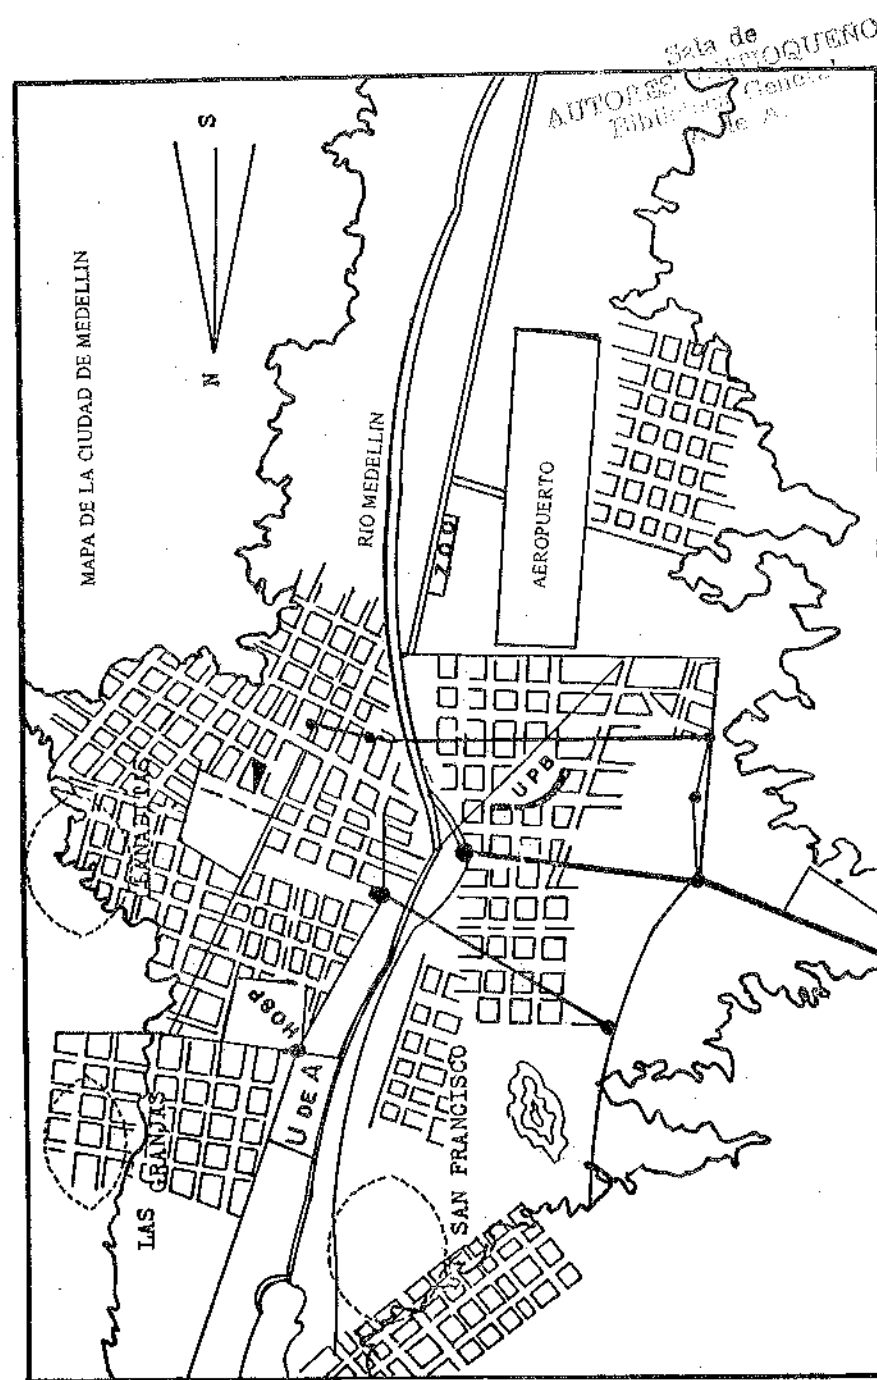 Sala de
AUTORES
MAPA DE LA CIUDAD DE MEDELLIN
S
N
RIO MEDELLIN
ZOO
AEROPUERTO
UPB
HOSP
U DE A
LAS GRANJAS
SAN FRANCISCO